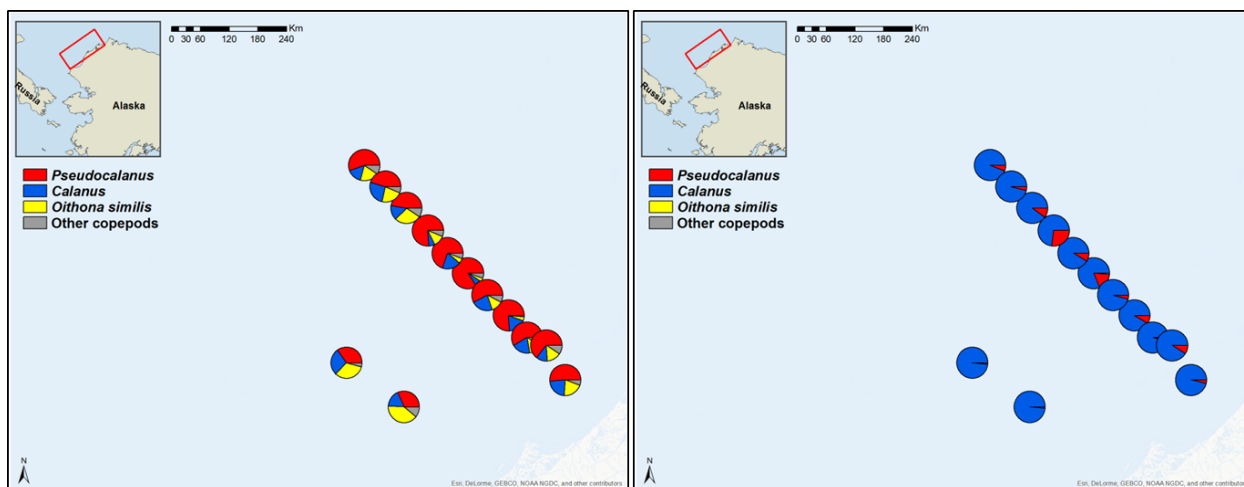 Russia
Alaska
0 30 60 120 180 240 Km
Pseudocalanus
Calanus
Oithona similis
Other copepods
N
Esri, DeLorme, GEBCO, NOAA NGDC, and other contributors
Russia
Alaska
0 30 60 120 180 240 Km
Pseudocalanus
Calanus
Oithona similis
Other copepods
N
Esri, DeLorme, GEBCO, NOAA NGDC, and other contributors